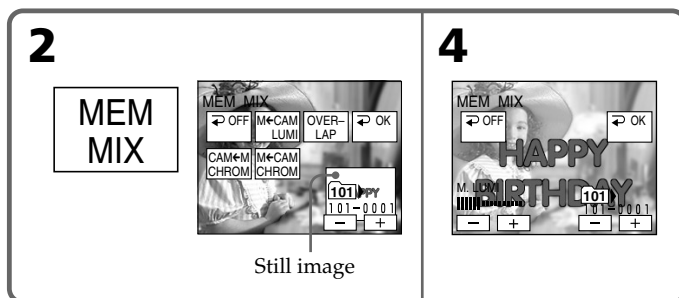 2
MEM
MIX
MEM MIX
⮌ OFF
M←CAM
LUMI
OVER–
LAP
⮌ OK
CAM←M
CHROM
M←CAM
CHROM
101
PPY
101–0001
– +
Still image
4
MEM MIX
⮌ OFF
⮌ OK
HAPPY
BIRTHDAY
M. LUMI
101
101–0001
– +
– +